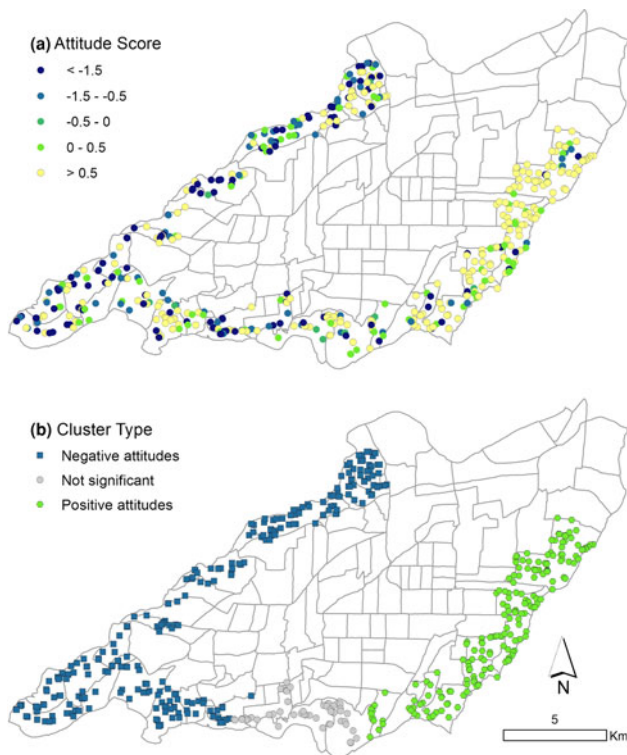 (a) Attitude Score
< -1.5
-1.5 - -0.5
-0.5 - 0
0 - 0.5
> 0.5
(b) Cluster Type
Negative attitudes
Not significant
Positive attitudes
N
5
Km